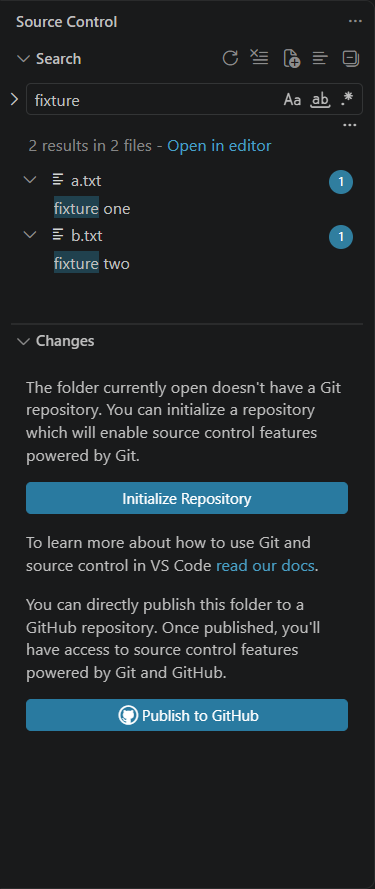 Source Control
Search
fixture
Aa ab .*
2 results in 2 files - Open in editor
a.txt 1
fixture one
b.txt 1
fixture two
Changes
The folder currently open doesn't have a Git
repository. You can initialize a repository
which will enable source control features
powered by Git.
Initialize Repository
To learn more about how to use Git and
source control in VS Code read our docs.
You can directly publish this folder to a
GitHub repository. Once published, you'll
have access to source control features
powered by Git and GitHub.
Publish to GitHub